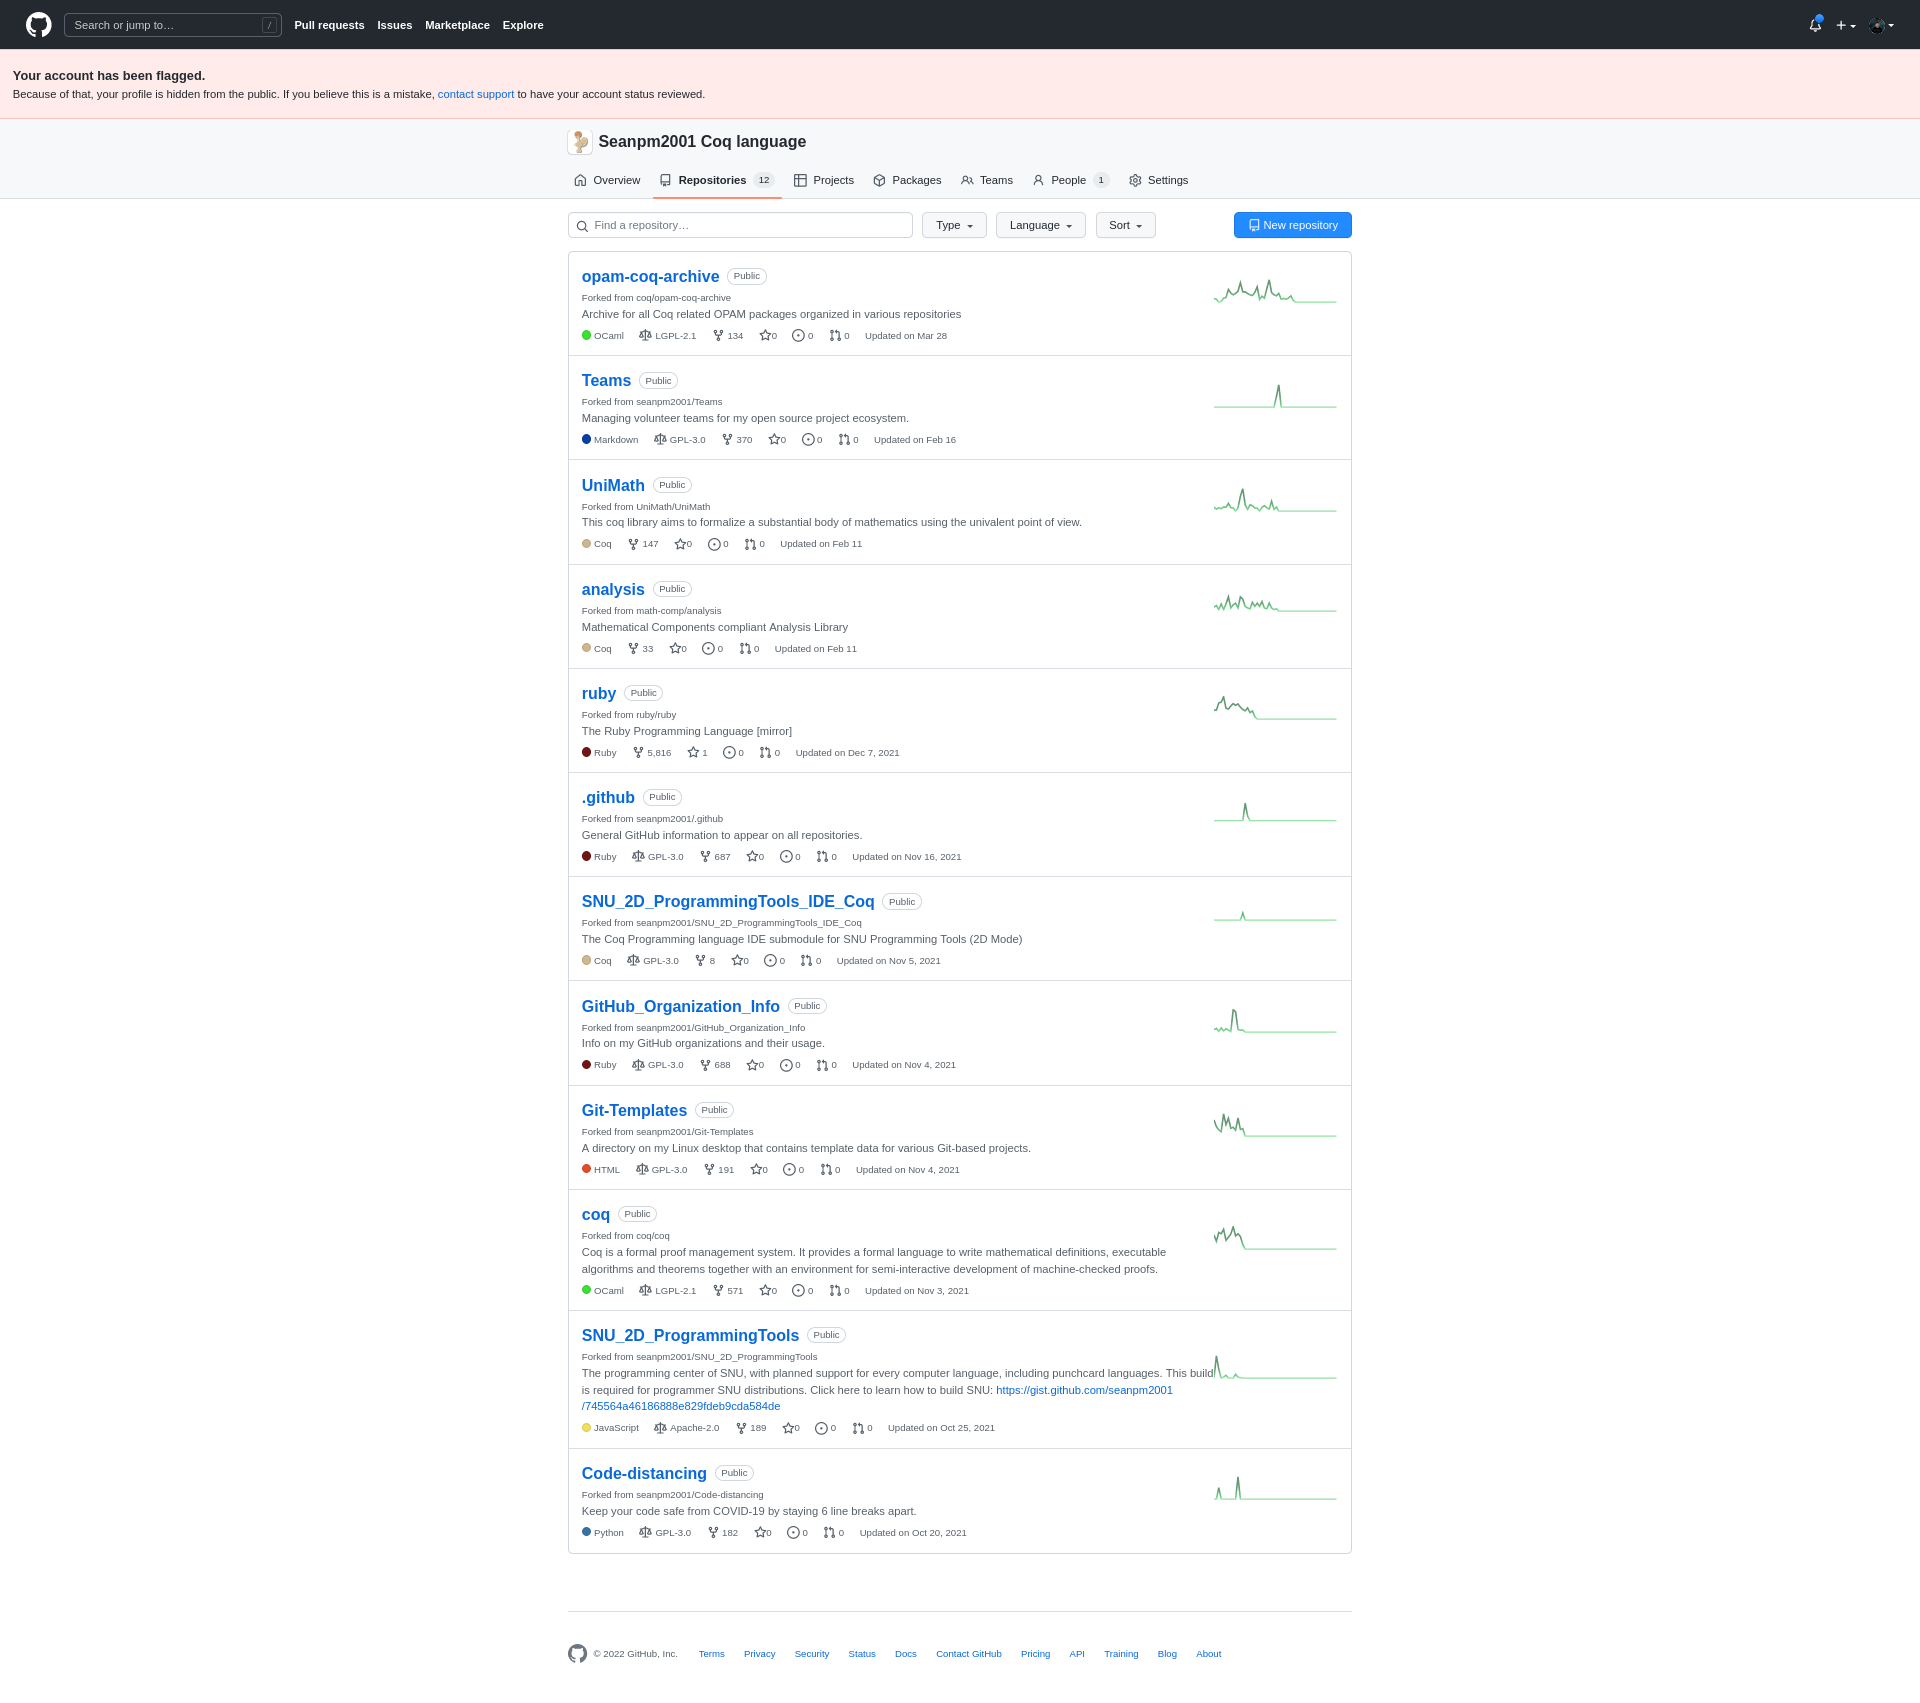 Search or jump to… /
Pull requests Issues Marketplace Explore
Your account has been flagged.
Because of that, your profile is hidden from the public. If you believe this is a mistake, contact support to have your account status reviewed.
Seanpm2001 Coq language
Overview Repositories 12 Projects Packages Teams People 1 Settings
Find a repository… Type Language Sort New repository
opam-coq-archive Public
Forked from coq/opam-coq-archive
Archive for all Coq related OPAM packages organized in various repositories
OCaml LGPL-2.1 134 0 0 0 Updated on Mar 28
Teams Public
Forked from seanpm2001/Teams
Managing volunteer teams for my open source project ecosystem.
Markdown GPL-3.0 370 0 0 0 Updated on Feb 16
UniMath Public
Forked from UniMath/UniMath
This coq library aims to formalize a substantial body of mathematics using the univalent point of view.
Coq 147 0 0 0 Updated on Feb 11
analysis Public
Forked from math-comp/analysis
Mathematical Components compliant Analysis Library
Coq 33 0 0 0 Updated on Feb 11
ruby Public
Forked from ruby/ruby
The Ruby Programming Language [mirror]
Ruby 5,816 1 0 0 Updated on Dec 7, 2021
.github Public
Forked from seanpm2001/.github
General GitHub information to appear on all repositories.
Ruby GPL-3.0 687 0 0 0 Updated on Nov 16, 2021
SNU_2D_ProgrammingTools_IDE_Coq Public
Forked from seanpm2001/SNU_2D_ProgrammingTools_IDE_Coq
The Coq Programming language IDE submodule for SNU Programming Tools (2D Mode)
Coq GPL-3.0 8 0 0 0 Updated on Nov 5, 2021
GitHub_Organization_Info Public
Forked from seanpm2001/GitHub_Organization_Info
Info on my GitHub organizations and their usage.
Ruby GPL-3.0 688 0 0 0 Updated on Nov 4, 2021
Git-Templates Public
Forked from seanpm2001/Git-Templates
A directory on my Linux desktop that contains template data for various Git-based projects.
HTML GPL-3.0 191 0 0 0 Updated on Nov 4, 2021
coq Public
Forked from coq/coq
Coq is a formal proof management system. It provides a formal language to write mathematical definitions, executable
algorithms and theorems together with an environment for semi-interactive development of machine-checked proofs.
OCaml LGPL-2.1 571 0 0 0 Updated on Nov 3, 2021
SNU_2D_ProgrammingTools Public
Forked from seanpm2001/SNU_2D_ProgrammingTools
The programming center of SNU, with planned support for every computer language, including punchcard languages. This build
is required for programmer SNU distributions. Click here to learn how to build SNU: https://gist.github.com/seanpm2001
/745564a46186888e829fdeb9cda584de
JavaScript Apache-2.0 189 0 0 0 Updated on Oct 25, 2021
Code-distancing Public
Forked from seanpm2001/Code-distancing
Keep your code safe from COVID-19 by staying 6 line breaks apart.
Python GPL-3.0 182 0 0 0 Updated on Oct 20, 2021
© 2022 GitHub, Inc. Terms Privacy Security Status Docs Contact GitHub Pricing API Training Blog About